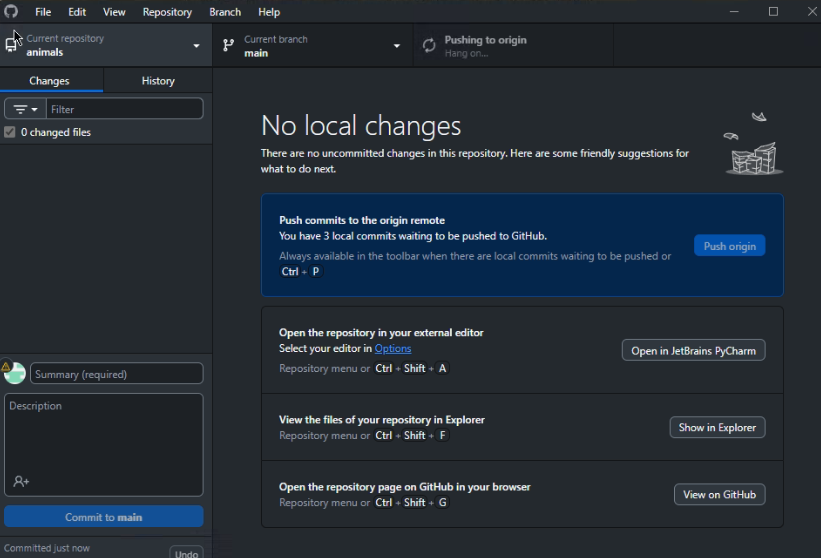 File Edit View Repository Branch Help
Current repository
animals
Current branch
main
Pushing to origin
Hang on...
Changes History
Filter
0 changed files
No local changes
There are no uncommitted changes in this repository. Here are some friendly suggestions for
what to do next.
Push commits to the origin remote
You have 3 local commits waiting to be pushed to GitHub.
Always available in the toolbar when there are local commits waiting to be pushed or
Ctrl + P
Push origin
Open the repository in your external editor
Select your editor in Options
Repository menu or Ctrl + Shift + A
Open in JetBrains PyCharm
View the files of your repository in Explorer
Repository menu or Ctrl + Shift + F
Show in Explorer
Open the repository page on GitHub in your browser
Repository menu or Ctrl + Shift + G
View on GitHub
Summary (required)
Description
Commit to main
Committed just now
Undo